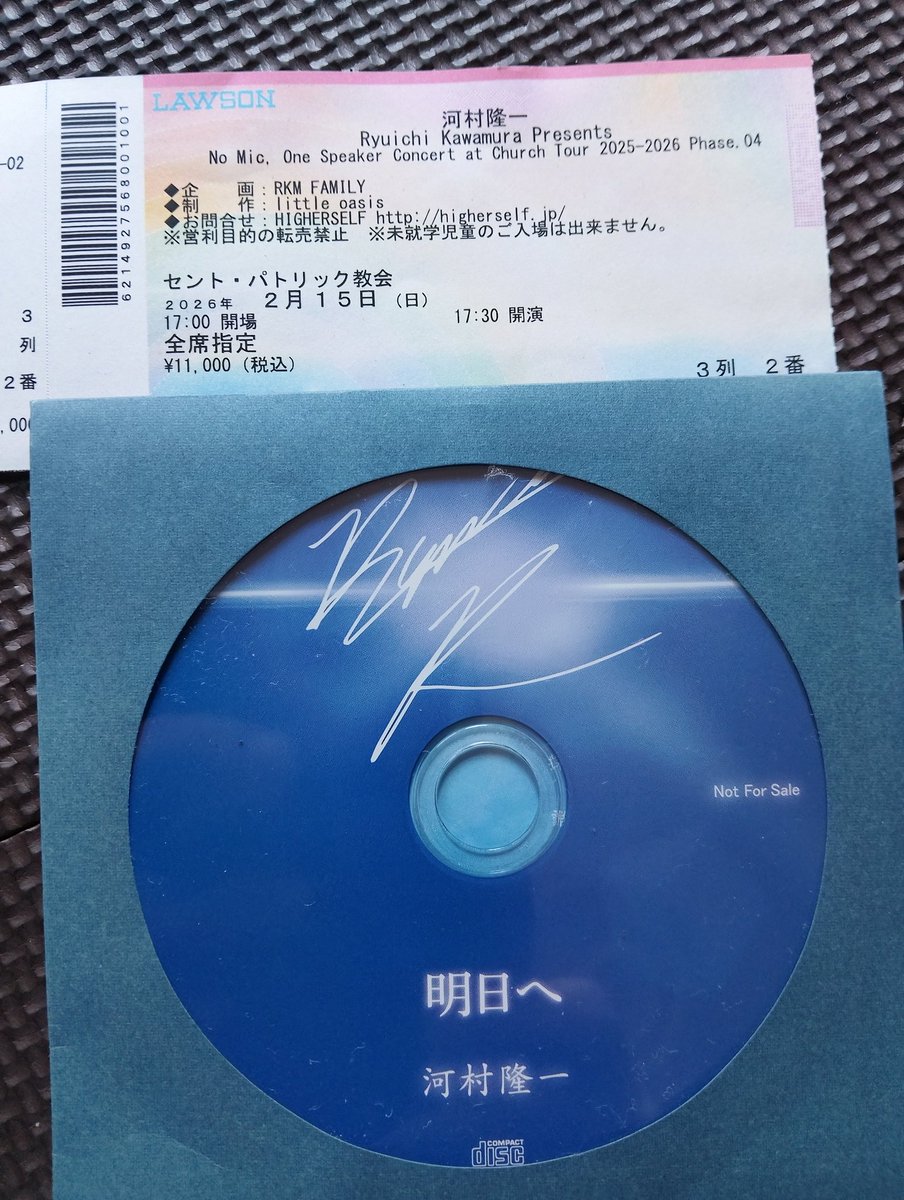 LAWSON
河村隆一
Ryuichi Kawamura Presents
No Mic, One Speaker Concert at Church Tour 2025-2026 Phase.04
-02
◆企　　画：RKM FAMILY
◆制　　作：little oasis
◆お問合せ：HIGHERSELF http://higherself.jp/
※営利目的の転売禁止　※未就学児童のご入場は出来ません。
6214927568001001
セント・パトリック教会
2026年　2月15日（日）
17:00 開場　17:30 開演
全席指定
¥11,000（税込）
3列　2番
3
列
2番
,000
Ryuichi K
Not For Sale
明日へ
河村隆一
COMPACT
disc